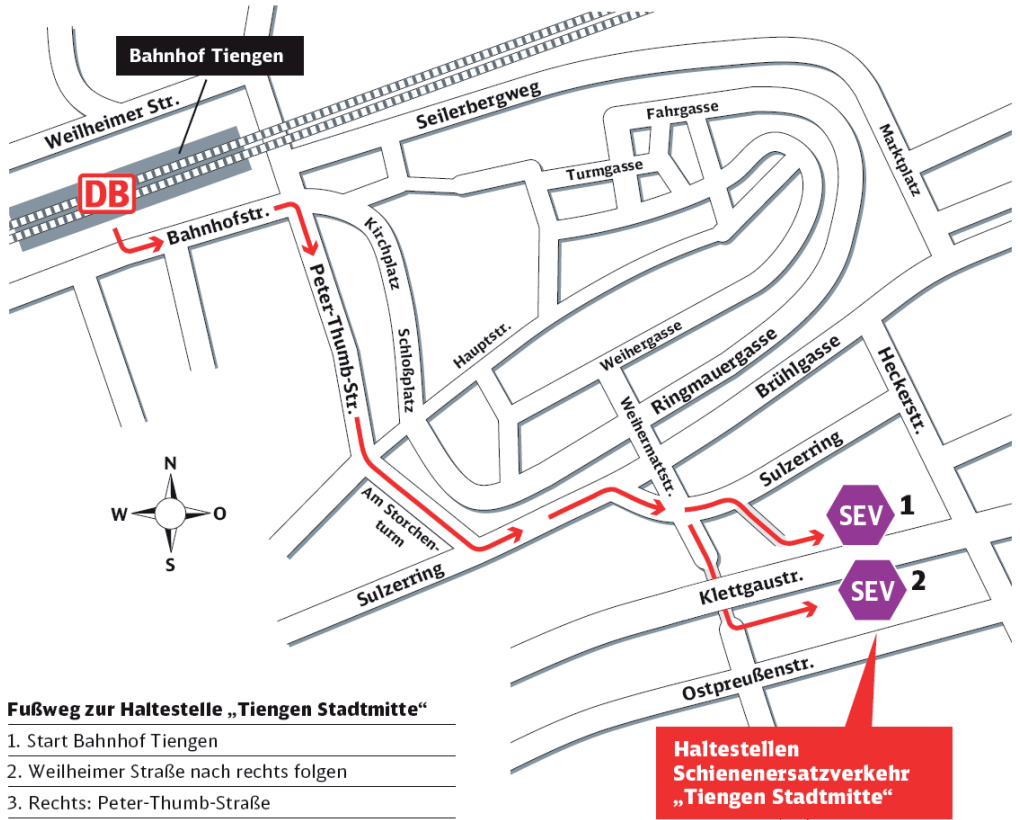 Bahnhof Tiengen
Weilheimer Str.
DB
Bahnhofstr.
Seilerbergweg
Fahrgasse
Turmgasse
Marktplatz
Kirchplatz
Peter-Thumb-Str.
Schloßplatz
Hauptstr.
Weihergasse
Ringmauergasse
Brühlgasse
Heckerstr.
Weihermattstr.
Sulzerring
Am Storchen-
turm
Sulzerring
N
W
O
S
SEV 1
SEV 2
Klettgaustr.
Ostpreußenstr.
Fußweg zur Haltestelle „Tiengen Stadtmitte“
1. Start Bahnhof Tiengen
2. Weilheimer Straße nach rechts folgen
3. Rechts: Peter-Thumb-Straße
Haltestellen
Schienenersatzverkehr
„Tiengen Stadtmitte“